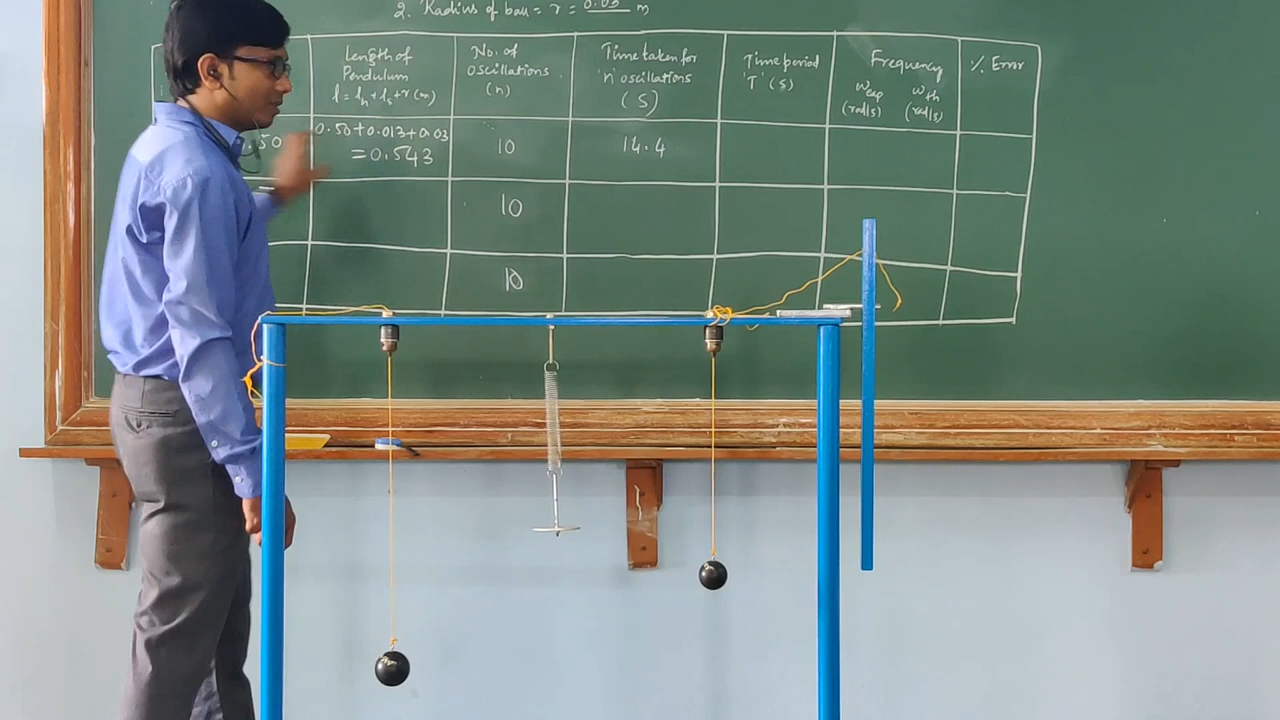 2. Radius of ball = r = 0.03 m
Length of
Pendulum
l = lh + ls + r (m)
No. of
Oscillations
(n)
Time taken for
'n' oscillations
(S)
Time period
'T' (S)
Frequency
ωexp
(rad/s)
ωth
(rad/s)
% Error
.50
0.50+0.013+0.03
=0.543
10
14.4
10
10